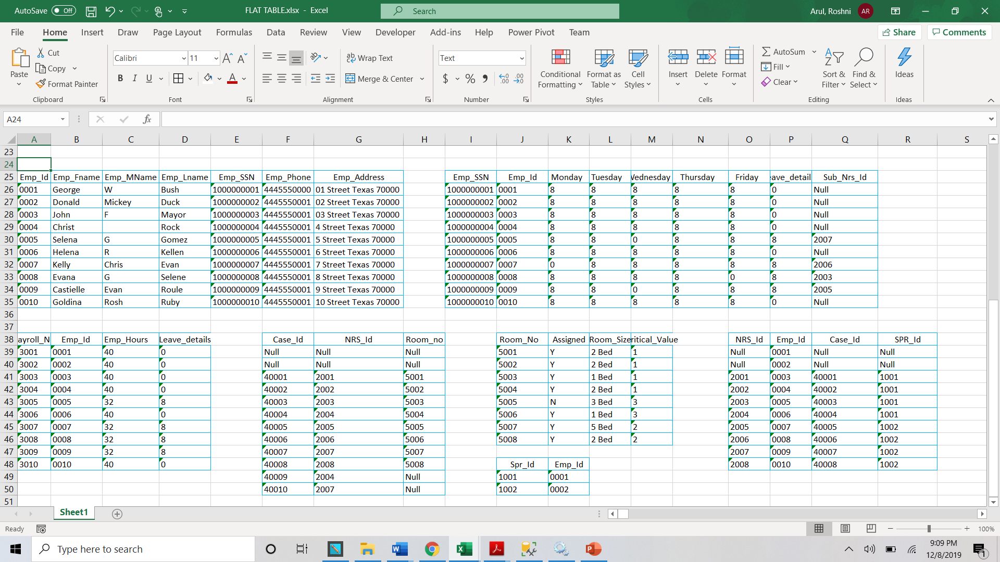 AutoSave Off FLAT TABLE.xlsx - Excel Search Arul, Roshni AR
File Home Insert Draw Page Layout Formulas Data Review View Developer Add-ins Help Power Pivot Team Share Comments
Paste Cut Copy Format Painter
Calibri 11 B I U A A A
Wrap Text Merge & Center
Text $ % 9 .00 .00
Conditional Formatting Format as Table Cell Styles
Insert Delete Format
AutoSum Fill Clear Sort & Filter Find & Select
Ideas
Clipboard Font Alignment Number Styles Cells Editing Ideas
A24 fx
A B C D E F G H I J K L M N O P Q R S
23
24
25 Emp_Id Emp_Fname Emp_MName Emp_Lname Emp_SSN Emp_Phone Emp_Address Emp_SSN Emp_Id Monday Tuesday Vednesday Thursday Friday eave_detail Sub_Nrs_Id
26 0001 George W Bush 1000000001 4445550000 01 Street Texas 70000 1000000001 0001 8 8 8 8 8 0 Null
27 0002 Donald Mickey Duck 1000000002 4445550001 02 Street Texas 70000 1000000002 0002 8 8 8 8 8 0 Null
28 0003 John F Mayor 1000000003 4445550001 03 Street Texas 70000 1000000003 0003 8 8 8 8 8 0 Null
29 0004 Christ Rock 1000000004 4445550001 4 Street Texas 70000 1000000004 0004 8 8 8 8 8 0 Null
30 0005 Selena G Gomez 1000000005 4445550001 5 Street Texas 70000 1000000005 0005 8 8 0 8 8 8 2007
31 0006 Helena R Kellen 1000000006 4445550001 6 Street Texas 70000 1000000006 0006 8 8 8 8 8 0 Null
32 0007 Kelly Chris Evan 1000000007 4445550001 7 Street Texas 70000 1000000007 0007 0 8 8 8 8 8 2006
33 0008 Evana G Selene 1000000008 4445550001 8 Street Texas 70000 1000000008 0008 8 8 8 8 0 8 2003
34 0009 Castielle Evan Roule 1000000009 4445550001 9 Street Texas 70000 1000000009 0009 8 8 0 8 8 8 2005
35 0010 Goldina Rosh Ruby 1000000010 4445550001 10 Street Texas 70000 1000000010 0010 8 8 8 8 8 0 Null
36
37
38 ayroll_N Emp_Id Emp_Hours Leave_details Case_Id NRS_Id Room_no Room_No Assigned Room_Size ritical_Value NRS_Id Emp_Id Case_Id SPR_Id
39 3001 0001 40 0 Null Null Null 5001 Y 2 Bed 1 Null 0001 Null Null
40 3002 0002 40 0 Null Null Null 5002 Y 2 Bed 1 Null 0002 Null Null
41 3003 0003 40 0 40001 2001 5001 5003 Y 1 Bed 1 2001 0003 40001 1001
42 3004 0004 40 0 40002 2002 5002 5004 Y 2 Bed 1 2002 0004 40002 1001
43 3005 0005 32 8 40003 2003 5003 5005 N 3 Bed 3 2003 0005 40003 1001
44 3006 0006 40 0 40004 2004 5004 5006 Y 1 Bed 3 2004 0006 40004 1001
45 3007 0007 32 8 40005 2005 5005 5007 Y 5 Bed 2 2005 0007 40005 1002
46 3008 0008 32 8 40006 2006 5006 5008 Y 2 Bed 2 2006 0008 40006 1002
47 3009 0009 32 8 40007 2007 5007 2007 0009 40007 1002
48 3010 0010 40 0 40008 2008 5008 Spr_Id Emp_Id 2008 0010 40008 1002
49 40009 2004 Null 1001 0001
50 40010 2007 Null 1002 0002
51
Sheet1
Ready 100%
Type here to search
9:09 PM
12/8/2019
1